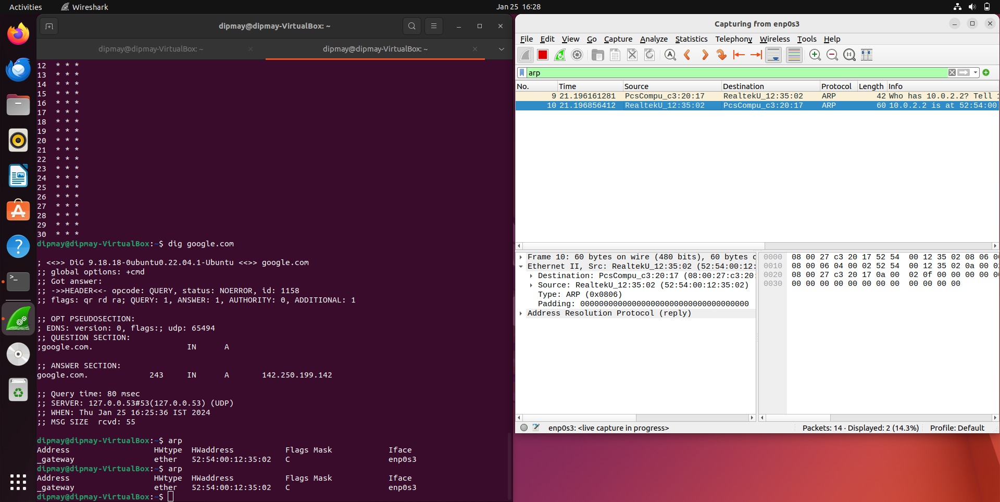 Activities
Wireshark
Jan 25 16:28
dipmay@dipmay-VirtualBox: ~
dipmay@dipmay-VirtualBox: ~
dipmay@dipmay-VirtualBox: ~
12 * * *
13 * * *
14 * * *
15 * * *
16 * * *
17 * * *
18 * * *
19 * * *
20 * * *
21 * * *
22 * * *
23 * * *
24 * * *
25 * * *
26 * * *
27 * * *
28 * * *
29 * * *
30 * * *
dipmay@dipmay-VirtualBox:~$ dig google.com
; <<>> DiG 9.18.18-0ubuntu0.22.04.1-Ubuntu <<>> google.com
;; global options: +cmd
;; Got answer:
;; ->>HEADER<<- opcode: QUERY, status: NOERROR, id: 1158
;; flags: qr rd ra; QUERY: 1, ANSWER: 1, AUTHORITY: 0, ADDITIONAL: 1
;; OPT PSEUDOSECTION:
; EDNS: version: 0, flags:; udp: 65494
;; QUESTION SECTION:
;google.com. IN A
;; ANSWER SECTION:
google.com. 243 IN A 142.250.199.142
;; Query time: 80 msec
;; SERVER: 127.0.0.53#53(127.0.0.53) (UDP)
;; WHEN: Thu Jan 25 16:25:36 IST 2024
;; MSG SIZE rcvd: 55
dipmay@dipmay-VirtualBox:~$ arp
Address HWtype HWaddress Flags Mask Iface
_gateway ether 52:54:00:12:35:02 C enp0s3
dipmay@dipmay-VirtualBox:~$ arp
Address HWtype HWaddress Flags Mask Iface
_gateway ether 52:54:00:12:35:02 C enp0s3
dipmay@dipmay-VirtualBox:~$
Capturing from enp0s3
File Edit View Go Capture Analyze Statistics Telephony Wireless Tools Help
arp
No. Time Source Destination Protocol Length Info
9 21.196161281 PcsCompu_c3:20:17 RealtekU_12:35:02 ARP 42 Who has 10.0.2.2? Tell 1
10 21.196856412 RealtekU_12:35:02 PcsCompu_c3:20:17 ARP 60 10.0.2.2 is at 52:54:00:
Frame 10: 60 bytes on wire (480 bits), 60 bytes c
Ethernet II, Src: RealtekU_12:35:02 (52:54:00:12:
Destination: PcsCompu_c3:20:17 (08:00:27:c3:20:
Source: RealtekU_12:35:02 (52:54:00:12:35:02)
Type: ARP (0x0806)
Padding: 000000000000000000000000000000000000
Address Resolution Protocol (reply)
0000 08 00 27 c3 20 17 52 54 00 12 35 02 08 06 00
0010 08 00 06 04 00 02 52 54 00 12 35 02 0a 00 02
0020 08 00 27 c3 20 17 0a 00 02 0f 00 00 00 00 00
0030 00 00 00 00 00 00 00 00 00 00 00 00
enp0s3: <live capture in progress>
Packets: 14 · Displayed: 2 (14.3%)
Profile: Default